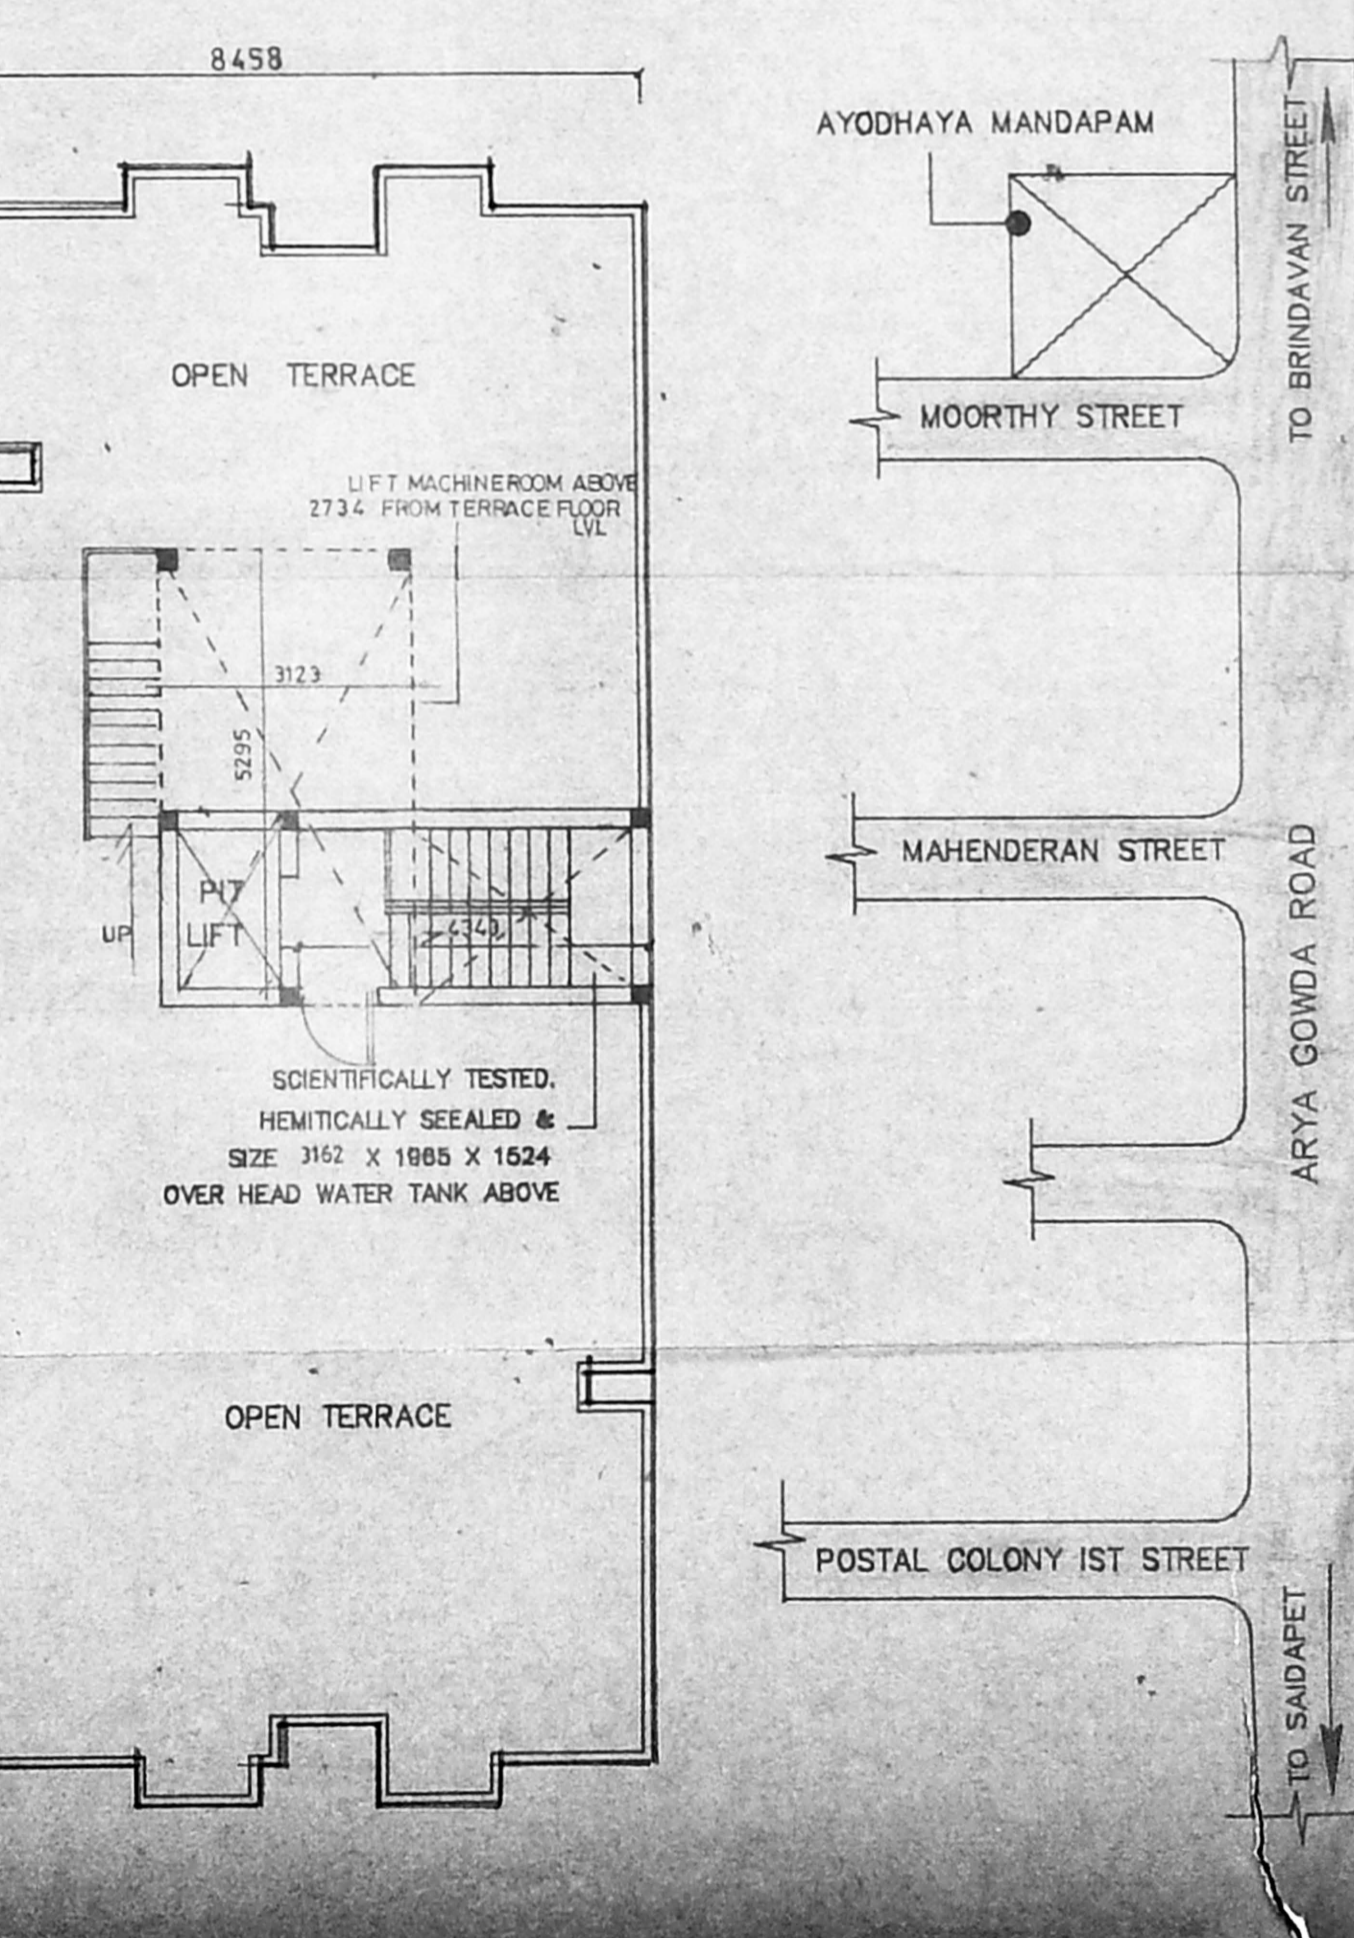 8458
AYODHAYA MANDAPAM
TO BRINDAVAN STREET
OPEN TERRACE
MOORTHY STREET
LIFT MACHINEROOM ABOVE
2734 FROM TERRACE FLOOR
LVL
3123
5295
MAHENDERAN STREET
ARYA GOWDA ROAD
PIT
LIFT
UP
4343
SCIENTIFICALLY TESTED.
HEMITICALLY SEEALED &
SIZE 3162 X 1985 X 1524
OVER HEAD WATER TANK ABOVE
OPEN TERRACE
POSTAL COLONY IST STREET
TO SAIDAPET